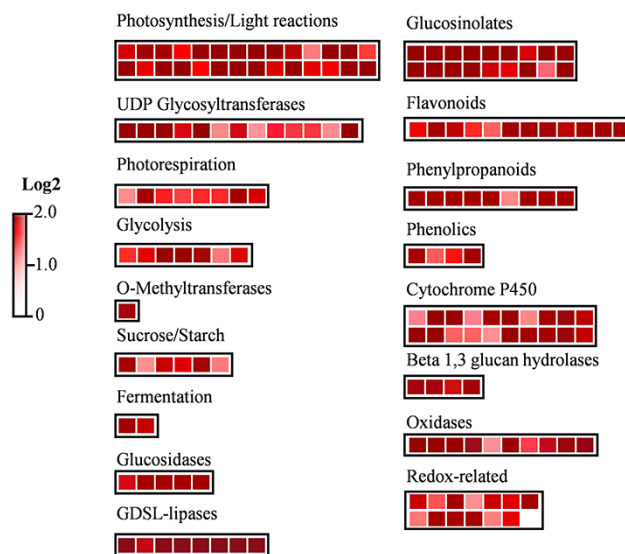 Photosynthesis/Light reactions
UDP Glycosyltferases
Photorespiration
Glycolysis
O-Methyltransferases
Sucrose/Starch
Fermentation
Glucosidases
GDSL-lipases
Log2
2.0
1.0
0
Glucosinolates
Flavonoids
Phenylpropanoids
Phenolics
Cytochrome P450
Beta 1,3 glucan hydrolases
Oxidases
Redox-related